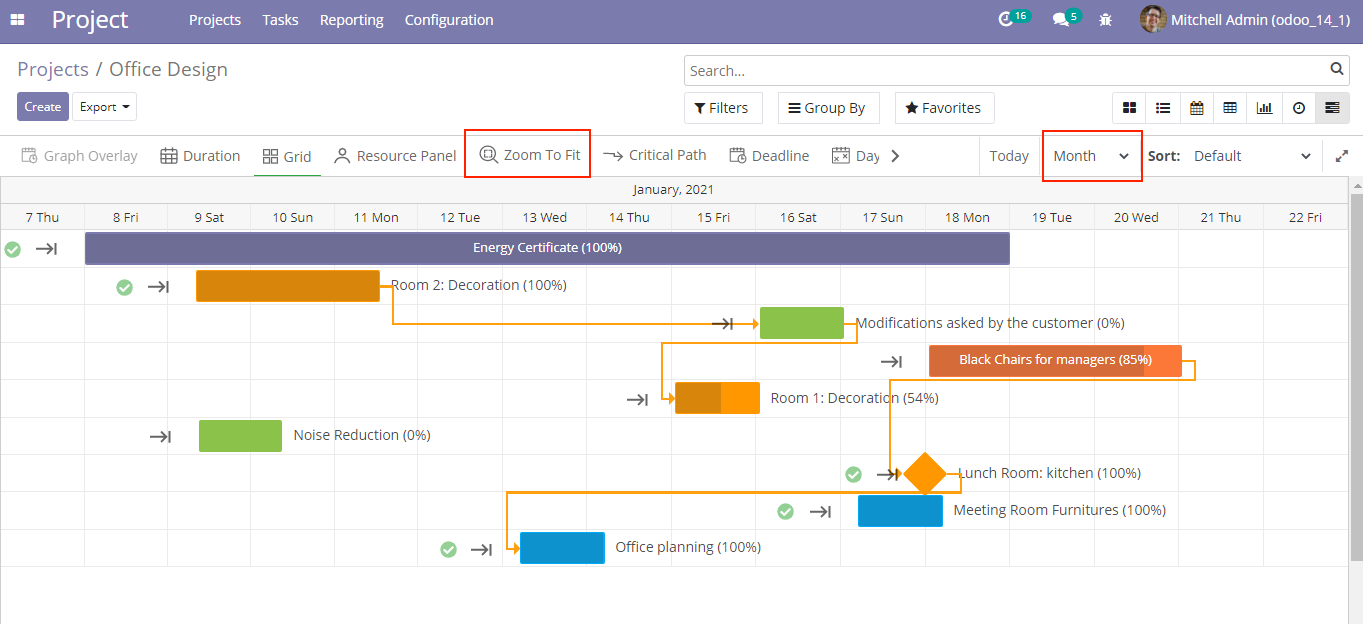 Project Projects Tasks Reporting Configuration 16 5 Mitchell Admin (odoo_14_1)
Projects / Office Design
Search...
Create Export Filters Group By Favorites
Graph Overlay Duration Grid Resource Panel Zoom To Fit Critical Path Deadline Day Today Month Sort: Default
January, 2021
7 Thu 8 Fri 9 Sat 10 Sun 11 Mon 12 Tue 13 Wed 14 Thu 15 Fri 16 Sat 17 Sun 18 Mon 19 Tue 20 Wed 21 Thu 22 Fri
Energy Certificate (100%)
Room 2: Decoration (100%)
Modifications asked by the customer (0%)
Black Chairs for managers (85%)
Room 1: Decoration (54%)
Noise Reduction (0%)
Lunch Room: kitchen (100%)
Meeting Room Furnitures (100%)
Office planning (100%)